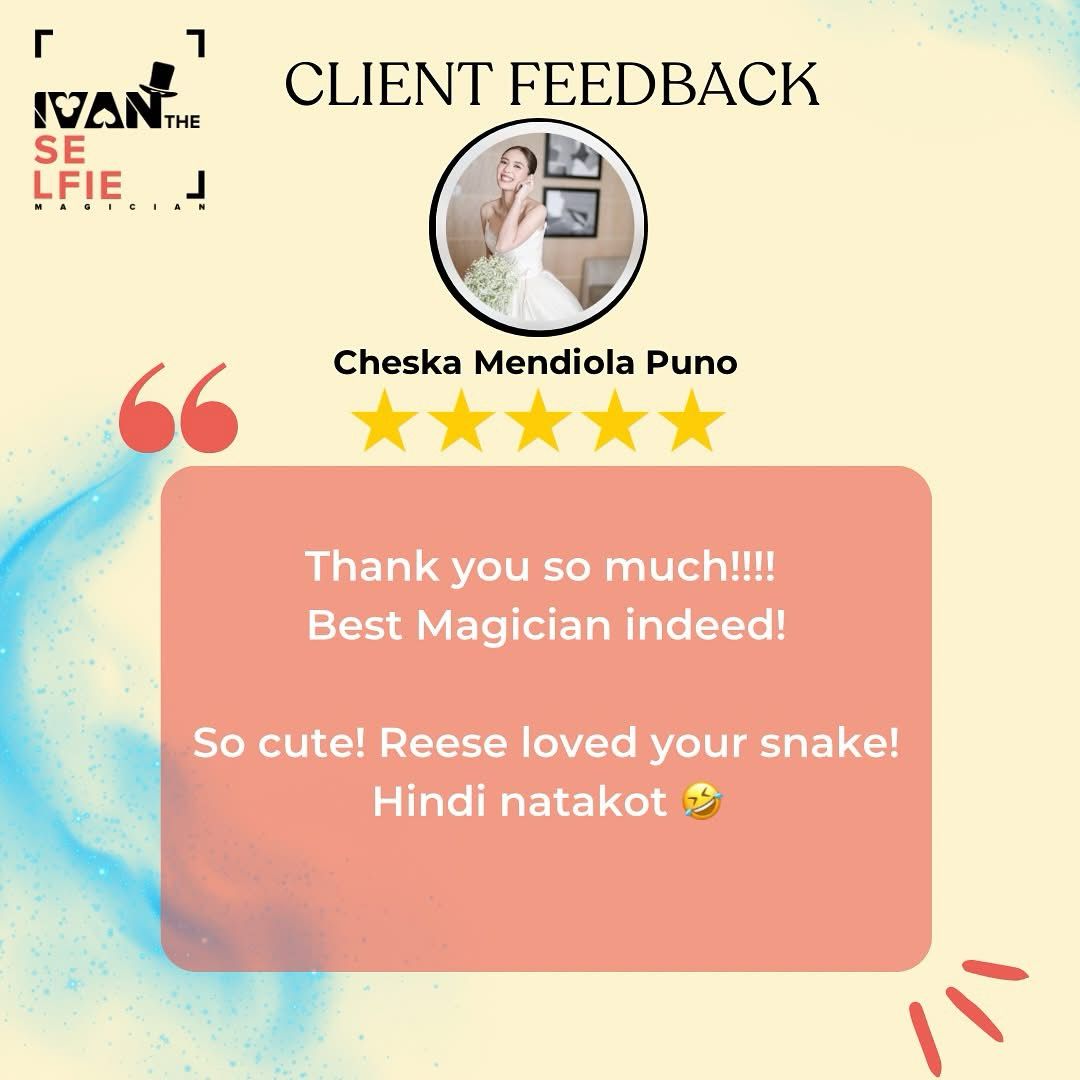 IVAN THE
SE
LFIE
MAGICIAN
CLIENT FEEDBACK
Cheska Mendiola Puno
Thank you so much!!!!
Best Magician indeed!
So cute! Reese loved your snake!
Hindi natakot 🤣